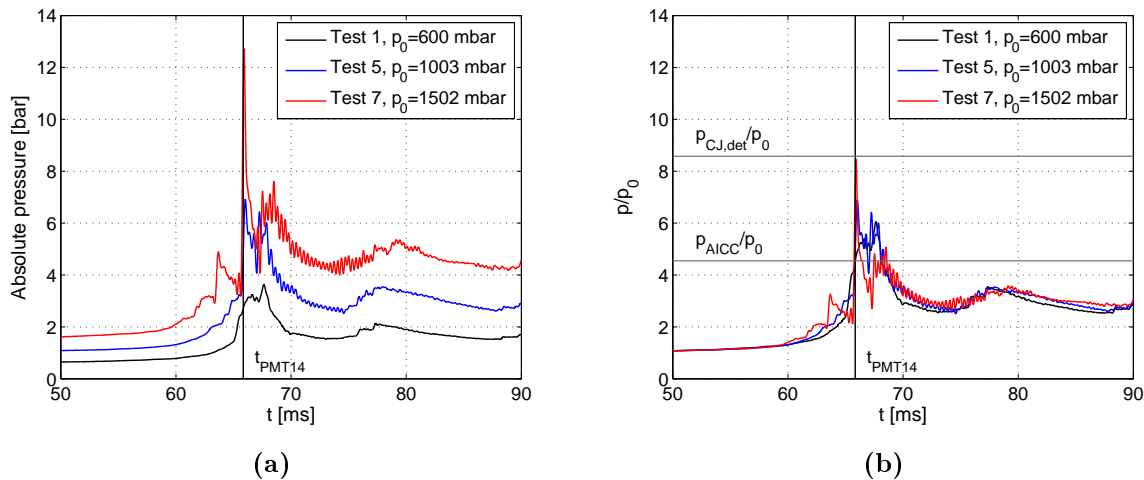 Absolute pressure [bar]
14
12
10
8
6
4
2
0
Test 1, p0=600 mbar
Test 5, p0=1003 mbar
Test 7, p0=1502 mbar
tPMT14
50 60 70 80 90
t [ms]
(a)
p/p0
14
12
10
8
6
4
2
0
Test 1, p0=600 mbar
Test 5, p0=1003 mbar
Test 7, p0=1502 mbar
pCJ,det/p0
pAICC/p0
tPMT14
50 60 70 80 90
t [ms]
(b)